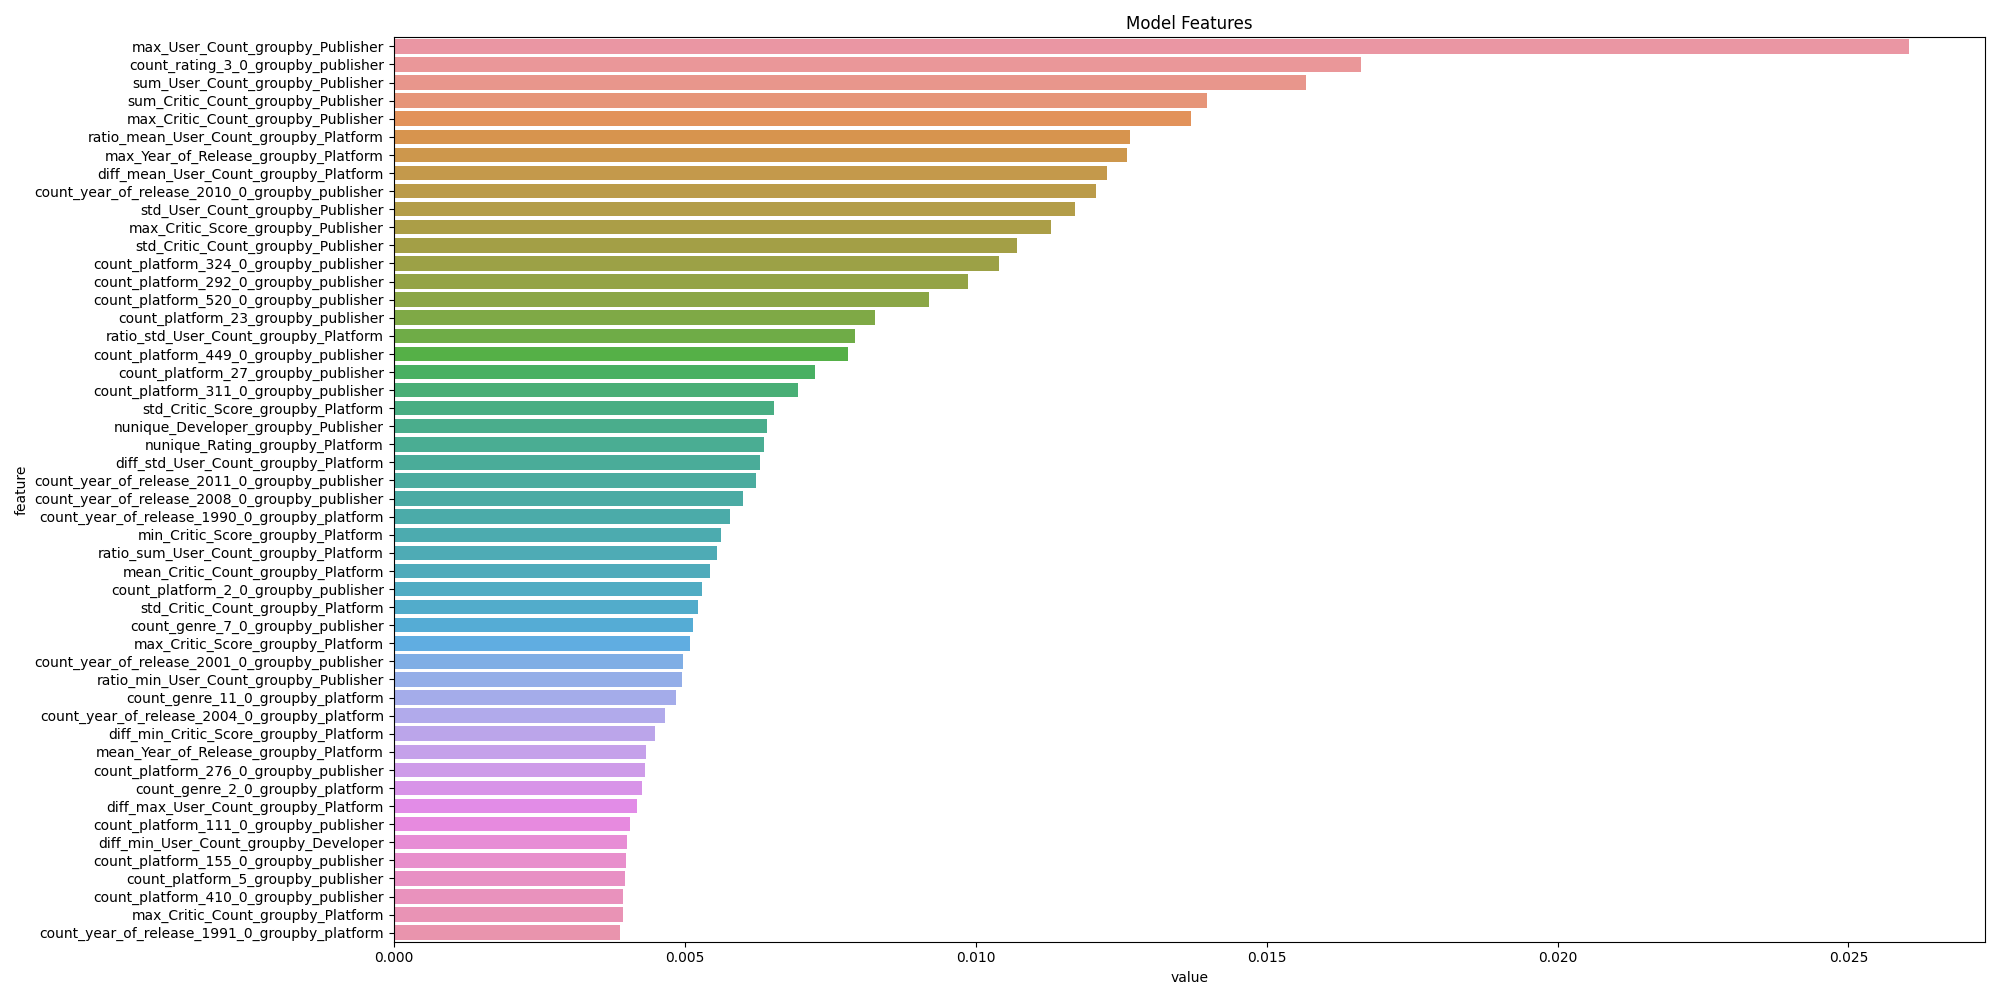 Model Features
max_User_Count_groupby_Publisher
count_rating_3_0_groupby_publisher
sum_User_Count_groupby_Publisher
sum_Critic_Count_groupby_Publisher
max_Critic_Count_groupby_Publisher
ratio_mean_User_Count_groupby_Platform
max_Year_of_Release_groupby_Platform
diff_mean_User_Count_groupby_Platform
count_year_of_release_2010_0_groupby_publisher
std_User_Count_groupby_Publisher
max_Critic_Score_groupby_Publisher
std_Critic_Count_groupby_Publisher
count_platform_324_0_groupby_publisher
count_platform_292_0_groupby_publisher
count_platform_520_0_groupby_publisher
count_platform_23_groupby_publisher
ratio_std_User_Count_groupby_Platform
count_platform_449_0_groupby_publisher
count_platform_27_groupby_publisher
count_platform_311_0_groupby_publisher
std_Critic_Score_groupby_Platform
nunique_Developer_groupby_Publisher
nunique_Rating_groupby_Platform
diff_std_User_Count_groupby_Platform
count_year_of_release_2011_0_groupby_publisher
count_year_of_release_2008_0_groupby_publisher
count_year_of_release_1990_0_groupby_platform
min_Critic_Score_groupby_Platform
ratio_sum_User_Count_groupby_Platform
mean_Critic_Count_groupby_Platform
count_platform_2_0_groupby_publisher
std_Critic_Count_groupby_Platform
count_genre_7_0_groupby_publisher
max_Critic_Score_groupby_Platform
count_year_of_release_2001_0_groupby_publisher
ratio_min_User_Count_groupby_Publisher
count_genre_11_0_groupby_platform
count_year_of_release_2004_0_groupby_platform
diff_min_Critic_Score_groupby_Platform
mean_Year_of_Release_groupby_Platform
count_platform_276_0_groupby_publisher
count_genre_2_0_groupby_platform
diff_max_User_Count_groupby_Platform
count_platform_111_0_groupby_publisher
diff_min_User_Count_groupby_Developer
count_platform_155_0_groupby_publisher
count_platform_5_groupby_publisher
count_platform_410_0_groupby_publisher
max_Critic_Count_groupby_Platform
count_year_of_release_1991_0_groupby_platform
feature
0.000 0.005 0.010 0.015 0.020 0.025
value